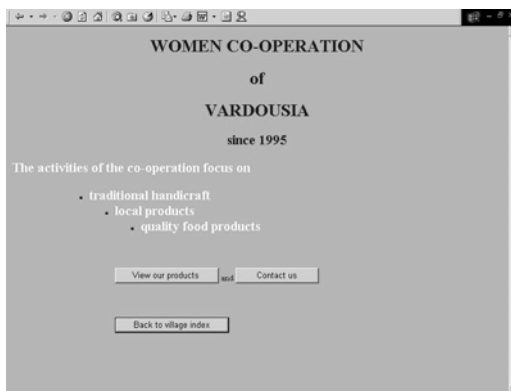 WOMEN CO-OPERATION
of
VARDOUSIA
since 1995
The activities of the co-operation focus on
traditional handicraft
local products
quality food products
View our products and Contact us
Back to village index